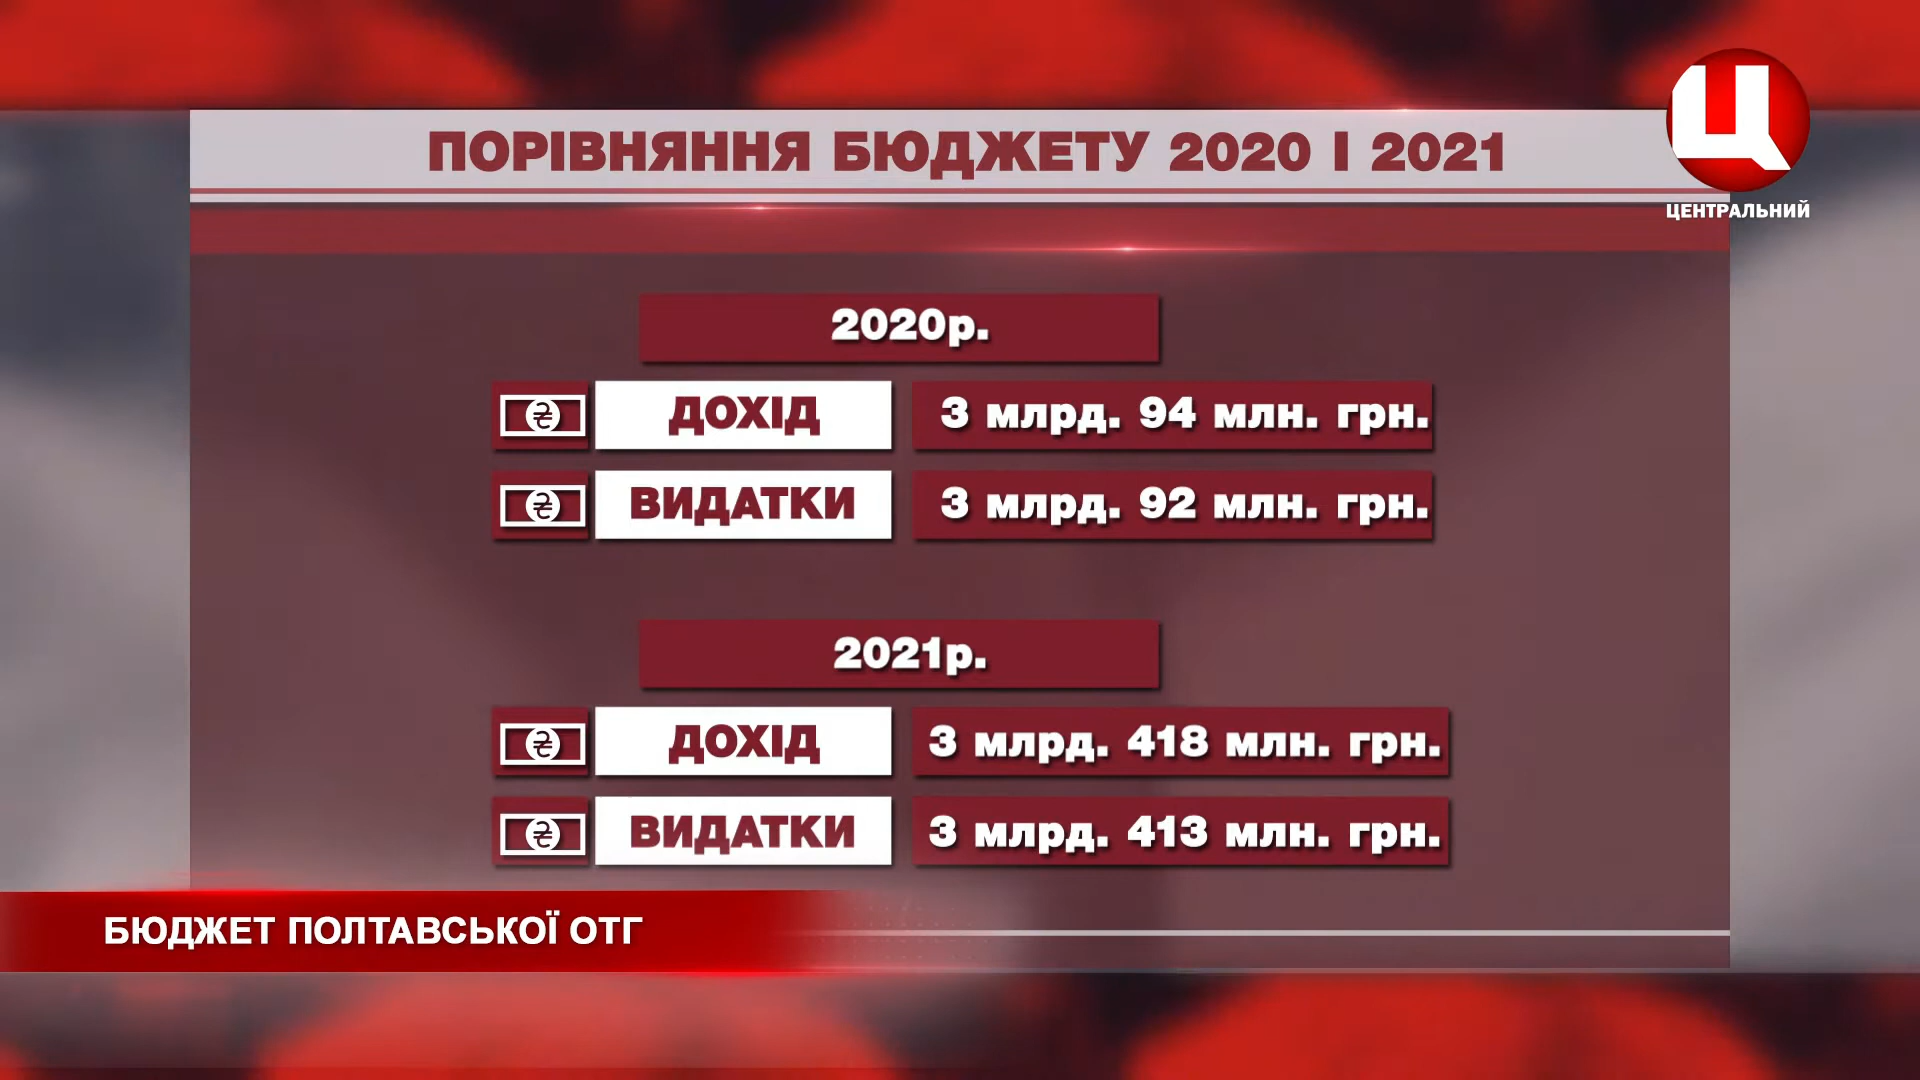 ПОРІВНЯННЯ БЮДЖЕТУ 2020 І 2021
Ц
ЦЕНТРАЛЬНИЙ
2020р.
ДОХІД 3 млрд. 94 млн. грн.
ВИДАТКИ 3 млрд. 92 млн. грн.
2021р.
ДОХІД 3 млрд. 418 млн. грн.
ВИДАТКИ 3 млрд. 413 млн. грн.
БЮДЖЕТ ПОЛТАВСЬКОЇ ОТГ